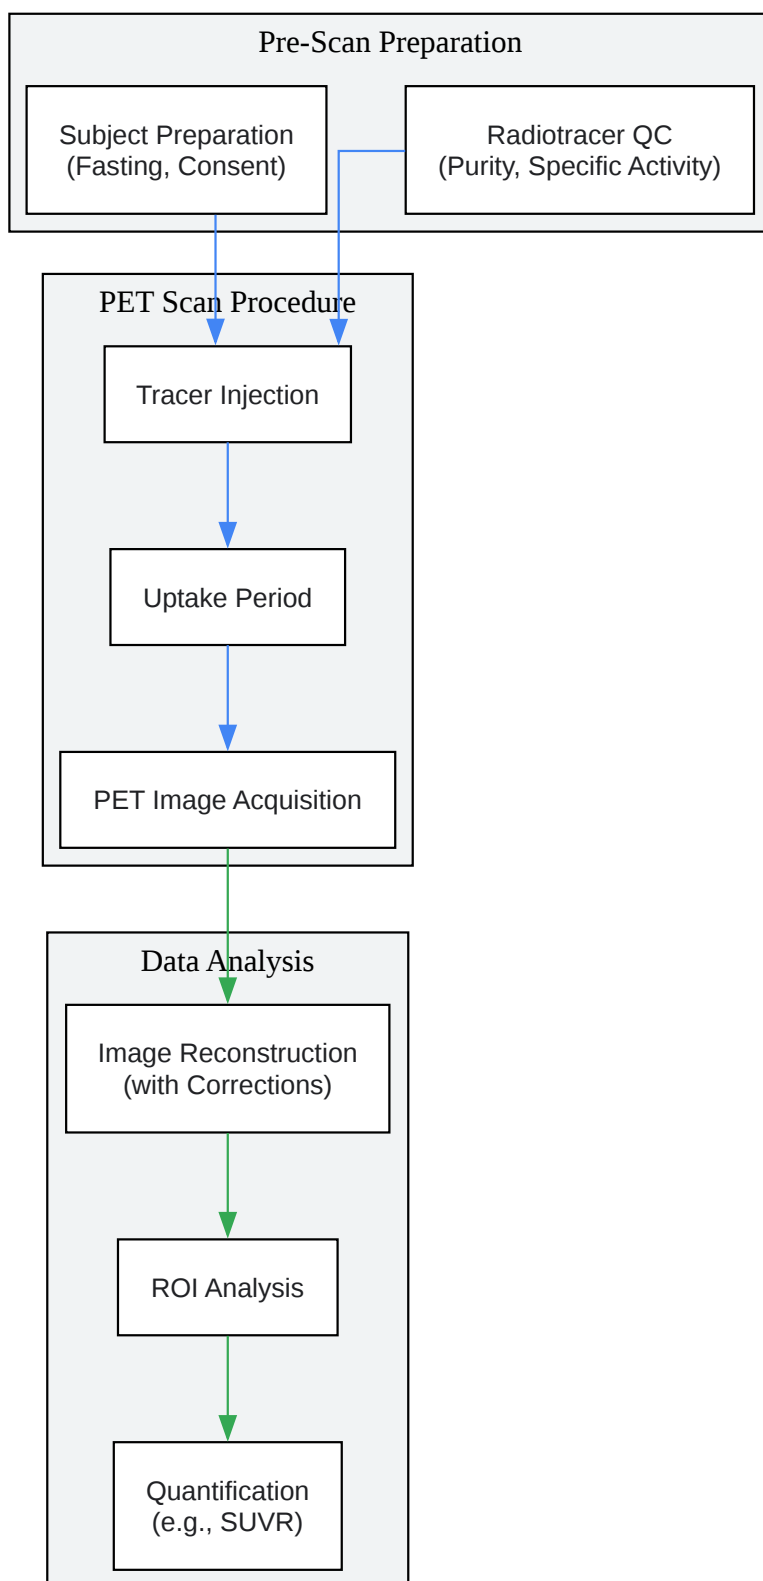 Pre-Scan Preparation
Subject Preparation
(Fasting, Consent)
Radiotracer QC
(Purity, Specific Activity)
PET Scan Procedure
Tracer Injection
Uptake Period
PET Image Acquisition
Data Analysis
Image Reconstruction
(with Corrections)
ROI Analysis
Quantification
(e.g., SUVR)